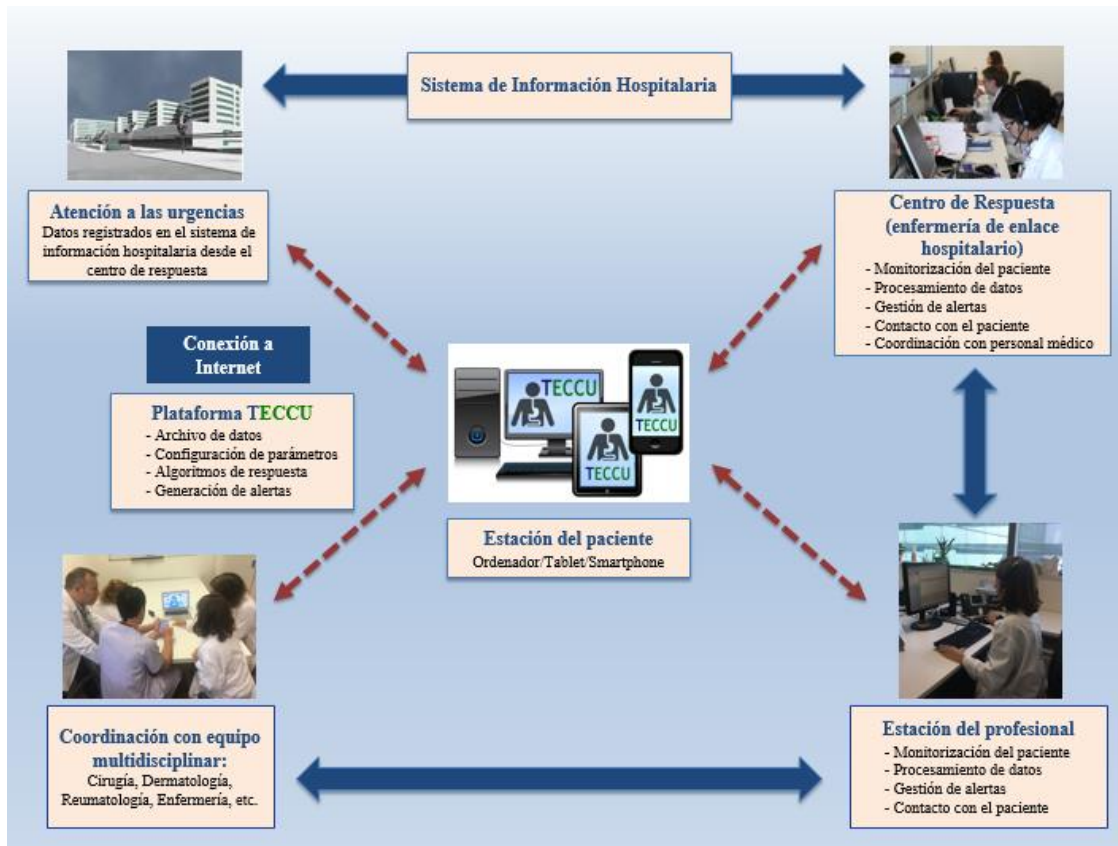 Sistema de Información Hospitalaria
Atención a las urgencias
Datos registrados en el sistema de
información hospitalaria desde el
centro de respuesta
Centro de Respuesta
(enfermería de enlace
hospitalario)
- Monitorización del paciente
- Procesamiento de datos
- Gestión de alertas
- Contacto con el paciente
- Coordinación con personal médico
Conexión a
Internet
Plataforma TECCU
- Archivo de datos
- Configuración de parámetros
- Algoritmos de respuesta
- Generación de alertas
TECCU
TECCU
TECCU
Estación del paciente
Ordenador/Tablet/Smartphone
Coordinación con equipo
multidisciplinar:
Cirugía, Dermatología,
Reumatología, Enfermería, etc.
Estación del profesional
- Monitorización del paciente
- Procesamiento de datos
- Gestión de alertas
- Contacto con el paciente